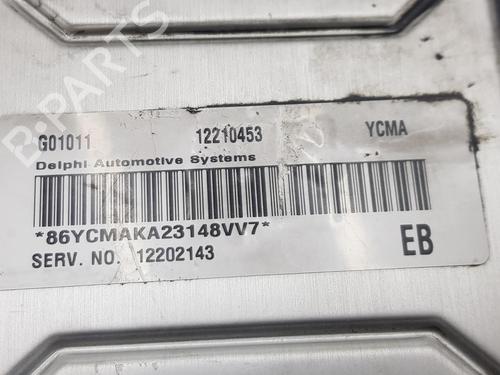 B-PARTS
G01011 12210453 YCMA
Delphi Automotive Systems
*86YCMAKA23148VV7*
SERV. NO. 12202143 EB